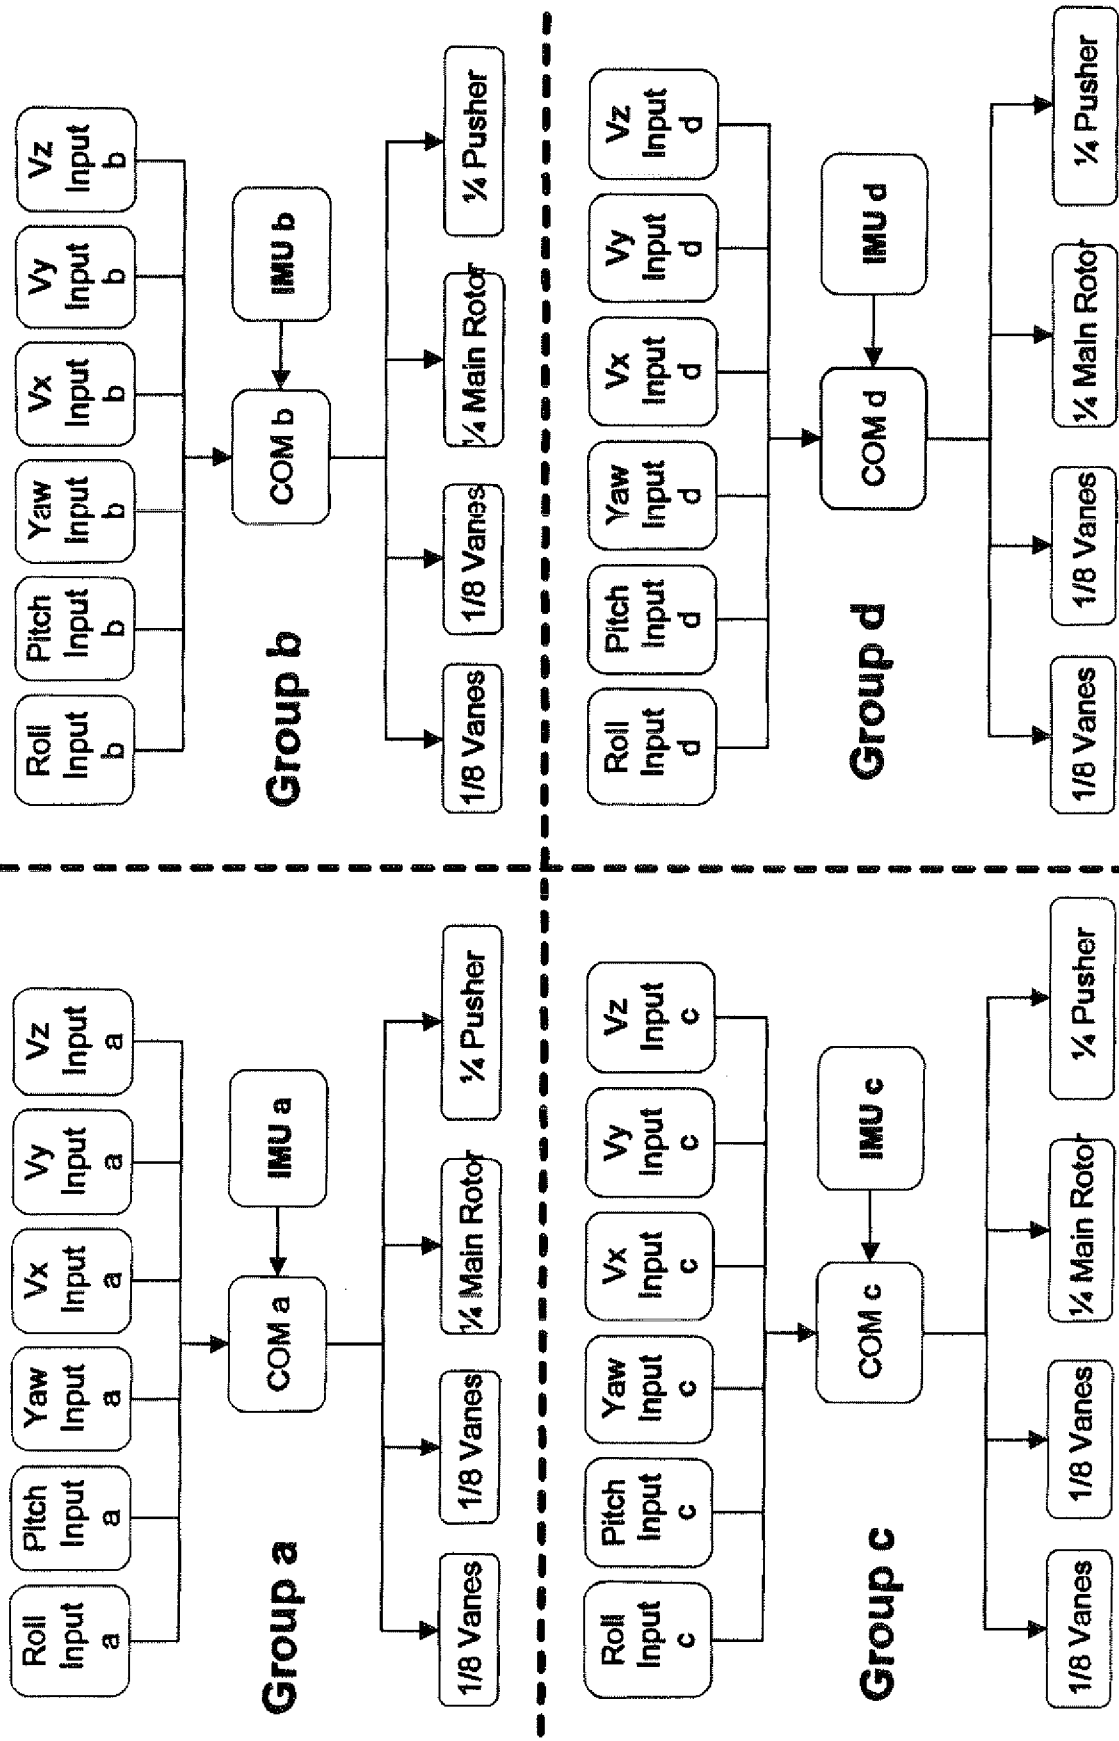 Roll
Input
a
Pitch
Input
a
Yaw
Input
a
Vx
Input
a
Vy
Input
a
Vz
Input
a
COM a
IMU a
Group a
1/8 Vanes
1/8 Vanes
¼ Main Rotor
¼ Pusher
Roll
Input
b
Pitch
Input
b
Yaw
Input
b
Vx
Input
b
Vy
Input
b
Vz
Input
b
COM b
IMU b
Group b
1/8 Vanes
1/8 Vanes
¼ Main Rotor
¼ Pusher
Roll
Input
c
Pitch
Input
c
Yaw
Input
c
Vx
Input
c
Vy
Input
c
Vz
Input
c
COM c
IMU c
Group c
1/8 Vanes
1/8 Vanes
¼ Main Rotor
¼ Pusher
Roll
Input
d
Pitch
Input
d
Yaw
Input
d
Vx
Input
d
Vy
Input
d
Vz
Input
d
COM d
IMU d
Group d
1/8 Vanes
1/8 Vanes
¼ Main Rotor
¼ Pusher